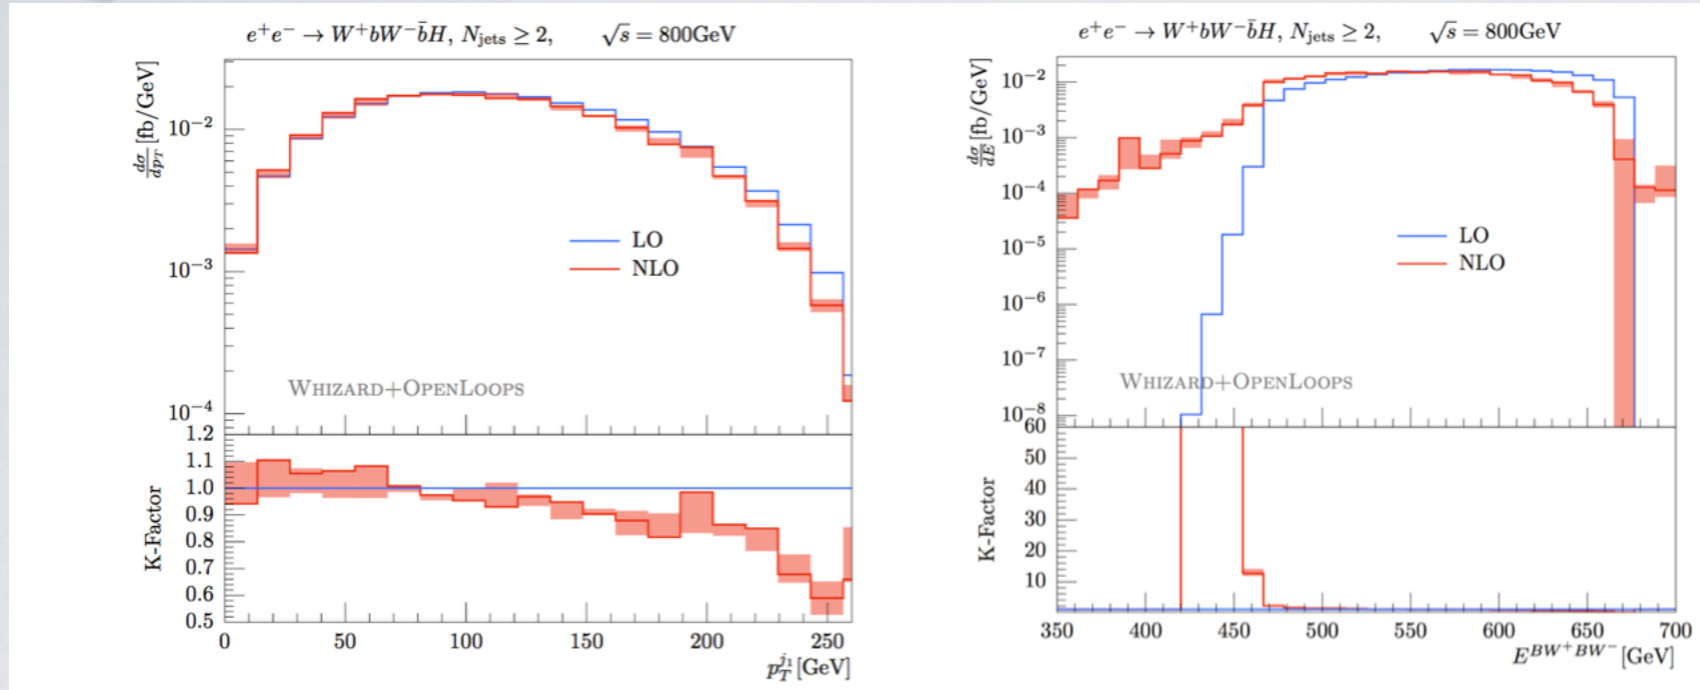 e⁺e⁻ → W⁺bW⁻b̄H, N_jets ≥ 2, √s = 800GeV
dσ/dp_T [fb/GeV]
10⁻²
10⁻³
10⁻⁴
LO
NLO
WHIZARD+OPENLOOPS
K-Factor
1.2
1.1
1.0
0.9
0.8
0.7
0.6
0.5
0 50 100 150 200 250
p_T^{j₁} [GeV]
e⁺e⁻ → W⁺bW⁻b̄H, N_jets ≥ 2, √s = 800GeV
dσ/dE [fb/GeV]
10⁻²
10⁻³
10⁻⁴
10⁻⁵
10⁻⁶
10⁻⁷
10⁻⁸
LO
NLO
WHIZARD+OPENLOOPS
K-Factor
60
50
40
30
20
10
350 400 450 500 550 600 650 700
E^{BW⁺BW⁻} [GeV]